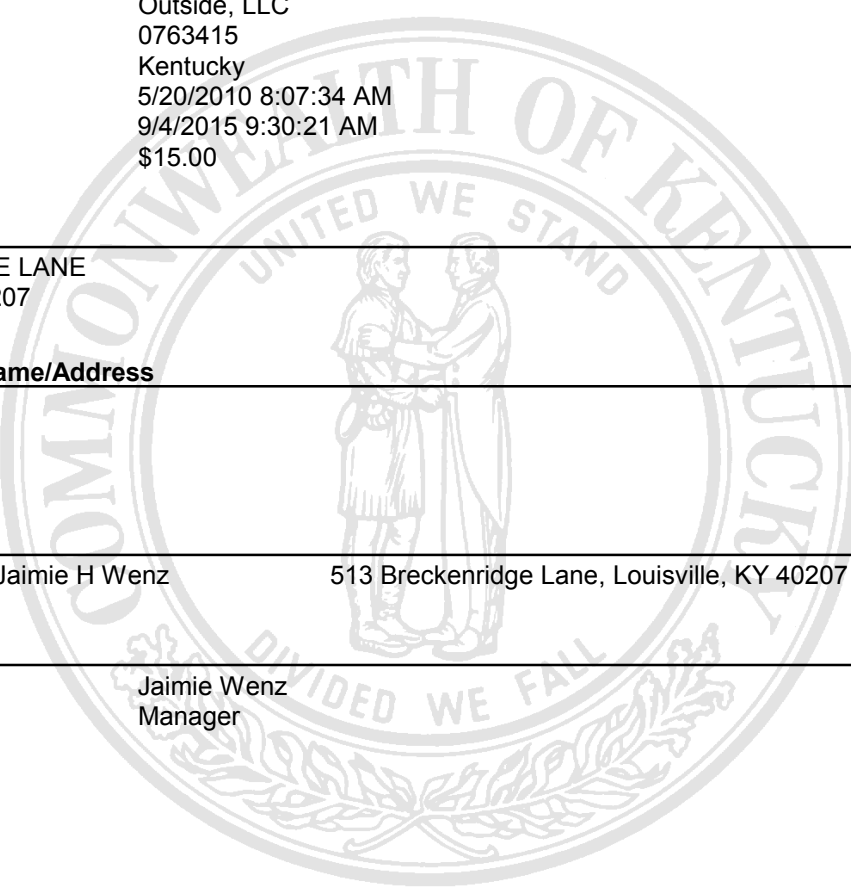 Outside, LLC
0763415
Kentucky
5/20/2010 8:07:34 AM
9/4/2015 9:30:21 AM
$15.00
E LANE
207
ame/Address
Jaimie H Wenz 513 Breckenridge Lane, Louisville, KY 40207
Jaimie Wenz
Manager
COMMONWEALTH OF KENTUCKY
UNITED WE STAND
DIVIDED WE FALL